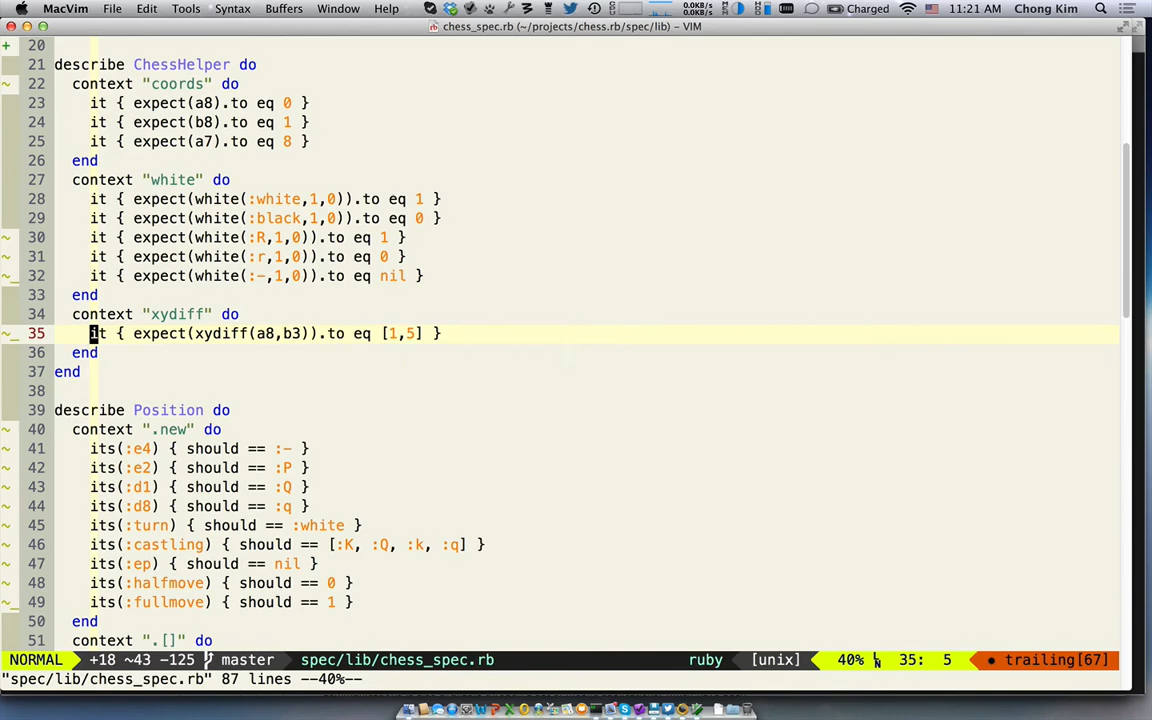 MacVim File Edit Tools Syntax Buffers Window Help 0.0KB/s 0.0KB/s Charged 11:21 AM Chong Kim
chess_spec.rb (~/projects/chess.rb/spec/lib) – VIM
+ 20
21 describe ChessHelper do
~ 22 context "coords" do
23 it { expect(a8).to eq 0 }
24 it { expect(b8).to eq 1 }
25 it { expect(a7).to eq 8 }
26 end
27 context "white" do
28 it { expect(white(:white,1,0)).to eq 1 }
29 it { expect(white(:black,1,0)).to eq 0 }
~ 30 it { expect(white(:R,1,0)).to eq 1 }
~ 31 it { expect(white(:r,1,0)).to eq 0 }
~_ 32 it { expect(white(:-,1,0)).to eq nil }
33 end
34 context "xydiff" do
~_ 35 it { expect(xydiff(a8,b3)).to eq [1,5] }
36 end
37 end
38
39 describe Position do
~ 40 context ".new" do
~ 41 its(:e4) { should == :- }
~ 42 its(:e2) { should == :P }
~ 43 its(:d1) { should == :Q }
~ 44 its(:d8) { should == :q }
~ 45 its(:turn) { should == :white }
~ 46 its(:castling) { should == [:K, :Q, :k, :q] }
~ 47 its(:ep) { should == nil }
~ 48 its(:halfmove) { should == 0 }
~_ 49 its(:fullmove) { should == 1 }
50 end
51 context ".[]" do
NORMAL +18 ~43 -125 master spec/lib/chess_spec.rb ruby [unix] 40% LN 35: 5 trailing[67]
"spec/lib/chess_spec.rb" 87 lines --40%--